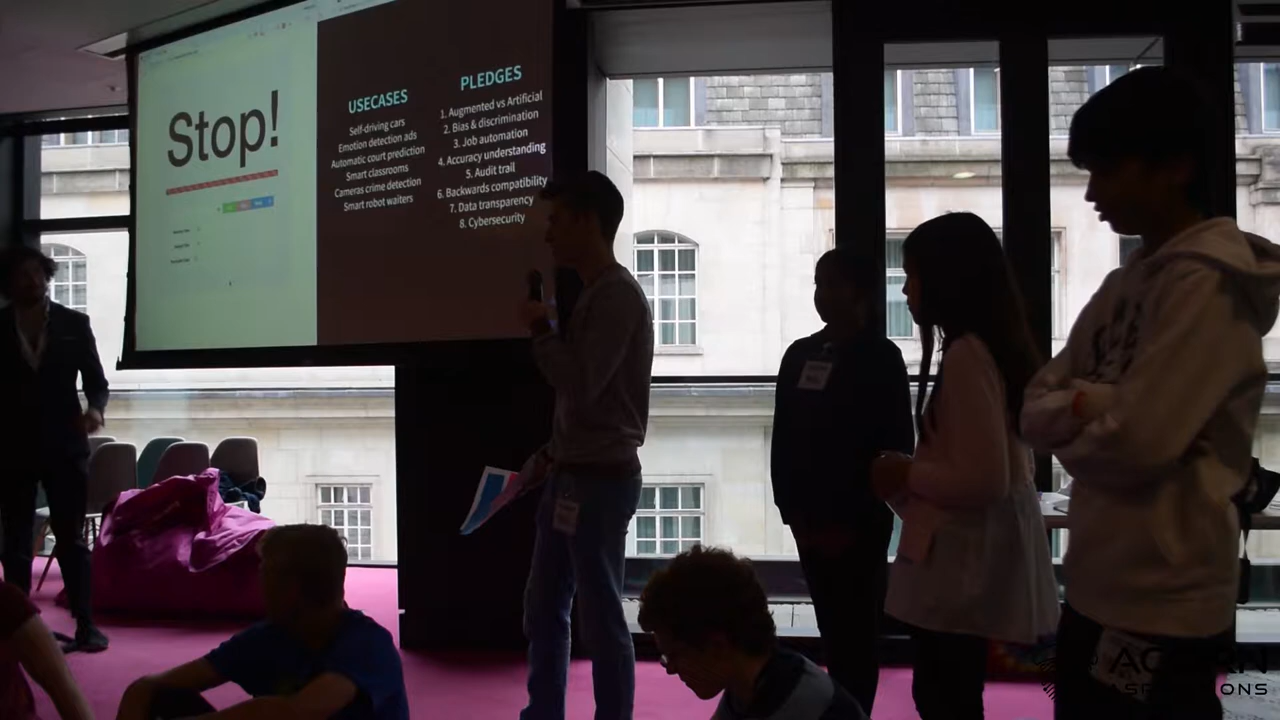 Stop!
USECASES
Self-driving cars
Emotion detection ads
Automatic court prediction
Smart classrooms
Cameras crime detection
Smart robot waiters
PLEDGES
1. Augmented vs Artificial
2. Bias & discrimination
3. Job automation
4. Accuracy understanding
5. Audit trail
6. Backwards compatibility
7. Data transparency
8. Cybersecurity